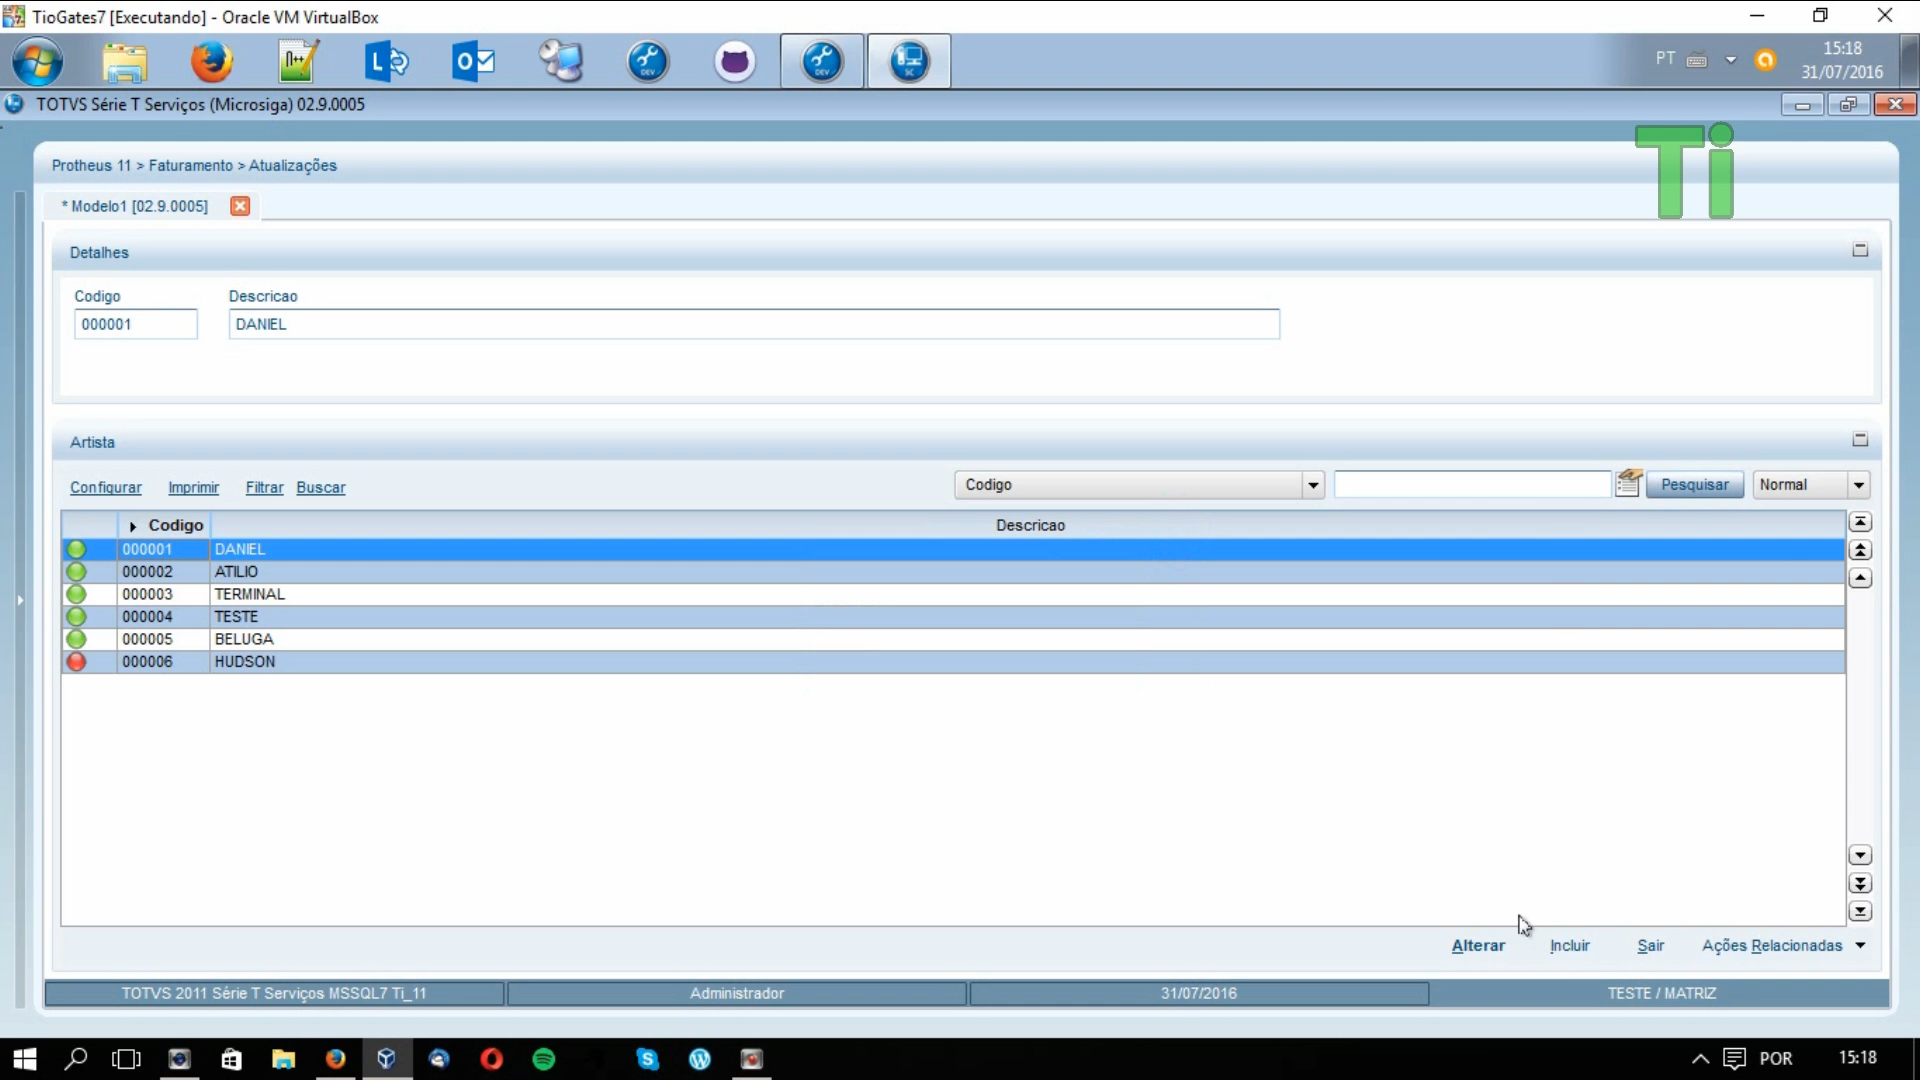 TioGates7 [Executando] - Oracle VM VirtualBox
PT
15:18
31/07/2016
TOTVS Série T Serviços (Microsiga) 02.9.0005
Ti
Protheus 11 > Faturamento > Atualizações
* Modelo1 [02.9.0005]
Detalhes
Codigo Descricao
000001 DANIEL
Artista
Configurar Imprimir Filtrar Buscar Codigo Pesquisar Normal
Codigo Descricao
000001 DANIEL
000002 ATILIO
000003 TERMINAL
000004 TESTE
000005 BELUGA
000006 HUDSON
Alterar Incluir Sair Ações Relacionadas
TOTVS 2011 Série T Serviços MSSQL7 Ti_11 Administrador 31/07/2016 TESTE / MATRIZ
POR 15:18